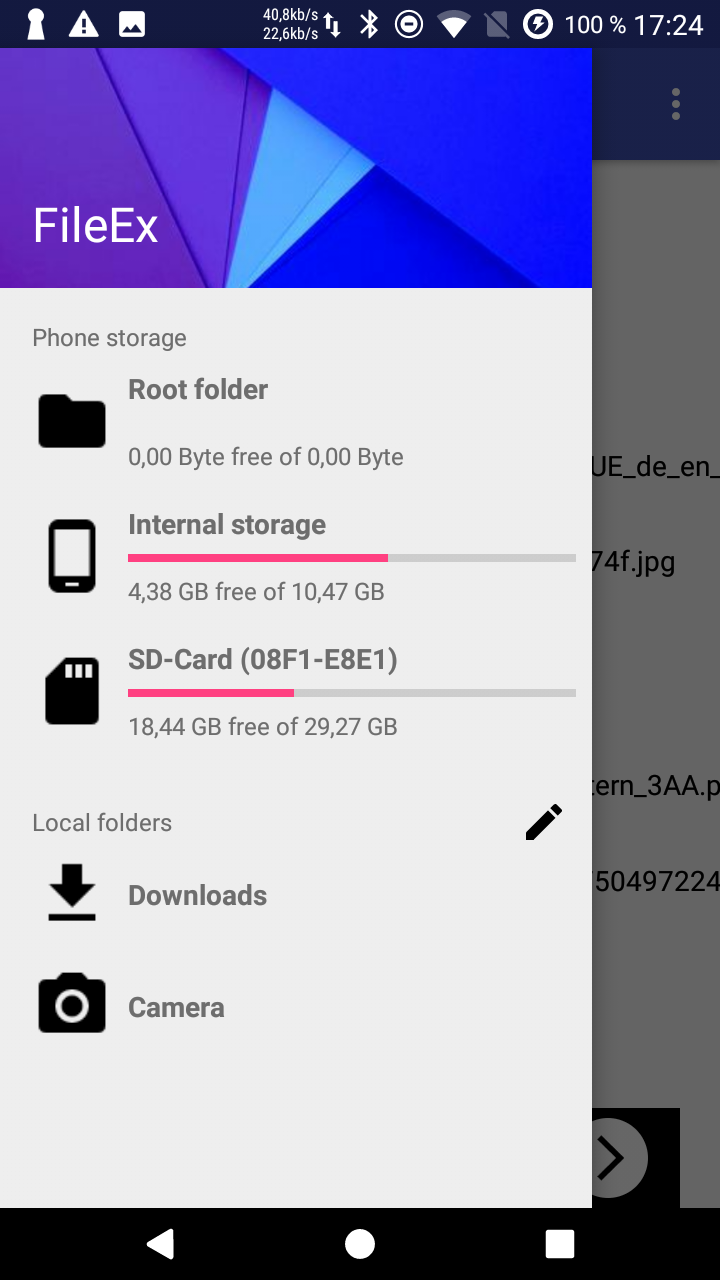 40,8kb/s
22,6kb/s
100 % 17:24
FileEx
Phone storage
Root folder
0,00 Byte free of 0,00 Byte
UE_de_en_
Internal storage
74f.jpg
4,38 GB free of 10,47 GB
SD-Card (08F1-E8E1)
18,44 GB free of 29,27 GB
tern_3AA.p
Local folders
50497224
Downloads
Camera